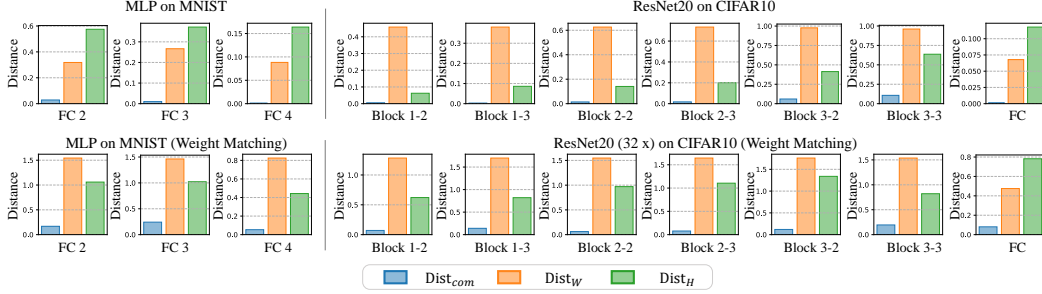 MLP on MNIST
ResNet20 on CIFAR10
Distance 0.6 0.4 0.2 0.0 FC 2
Distance 0.3 0.2 0.1 0.0 FC 3
Distance 0.15 0.10 0.05 0.00 FC 4
Distance 0.4 0.3 0.2 0.1 0.0 Block 1-2
Distance 0.3 0.2 0.1 0.0 Block 1-3
Distance 0.6 0.4 0.2 0.0 Block 2-2
Distance 0.6 0.4 0.2 0.0 Block 2-3
Distance 1.00 0.75 0.50 0.25 0.00 Block 3-2
Distance 1.00 0.75 0.50 0.25 0.00 Block 3-3
Distance 0.100 0.075 0.050 0.025 0.000 FC
MLP on MNIST (Weight Matching)
ResNet20 (32 x) on CIFAR10 (Weight Matching)
Distance 1.5 1.0 0.5 0.0 FC 2
Distance 1.5 1.0 0.5 0.0 FC 3
Distance 0.8 0.6 0.4 0.2 0.0 FC 4
Distance 1.0 0.5 0.0 Block 1-2
Distance 1.5 1.0 0.5 0.0 Block 1-3
Distance 1.5 1.0 0.5 0.0 Block 2-2
Distance 1.5 1.0 0.5 0.0 Block 2-3
Distance 1.5 1.0 0.5 0.0 Block 3-2
Distance 1.5 1.0 0.5 0.0 Block 3-3
Distance 0.8 0.6 0.4 0.2 0.0 FC
Dist_com Dist_W Dist_H